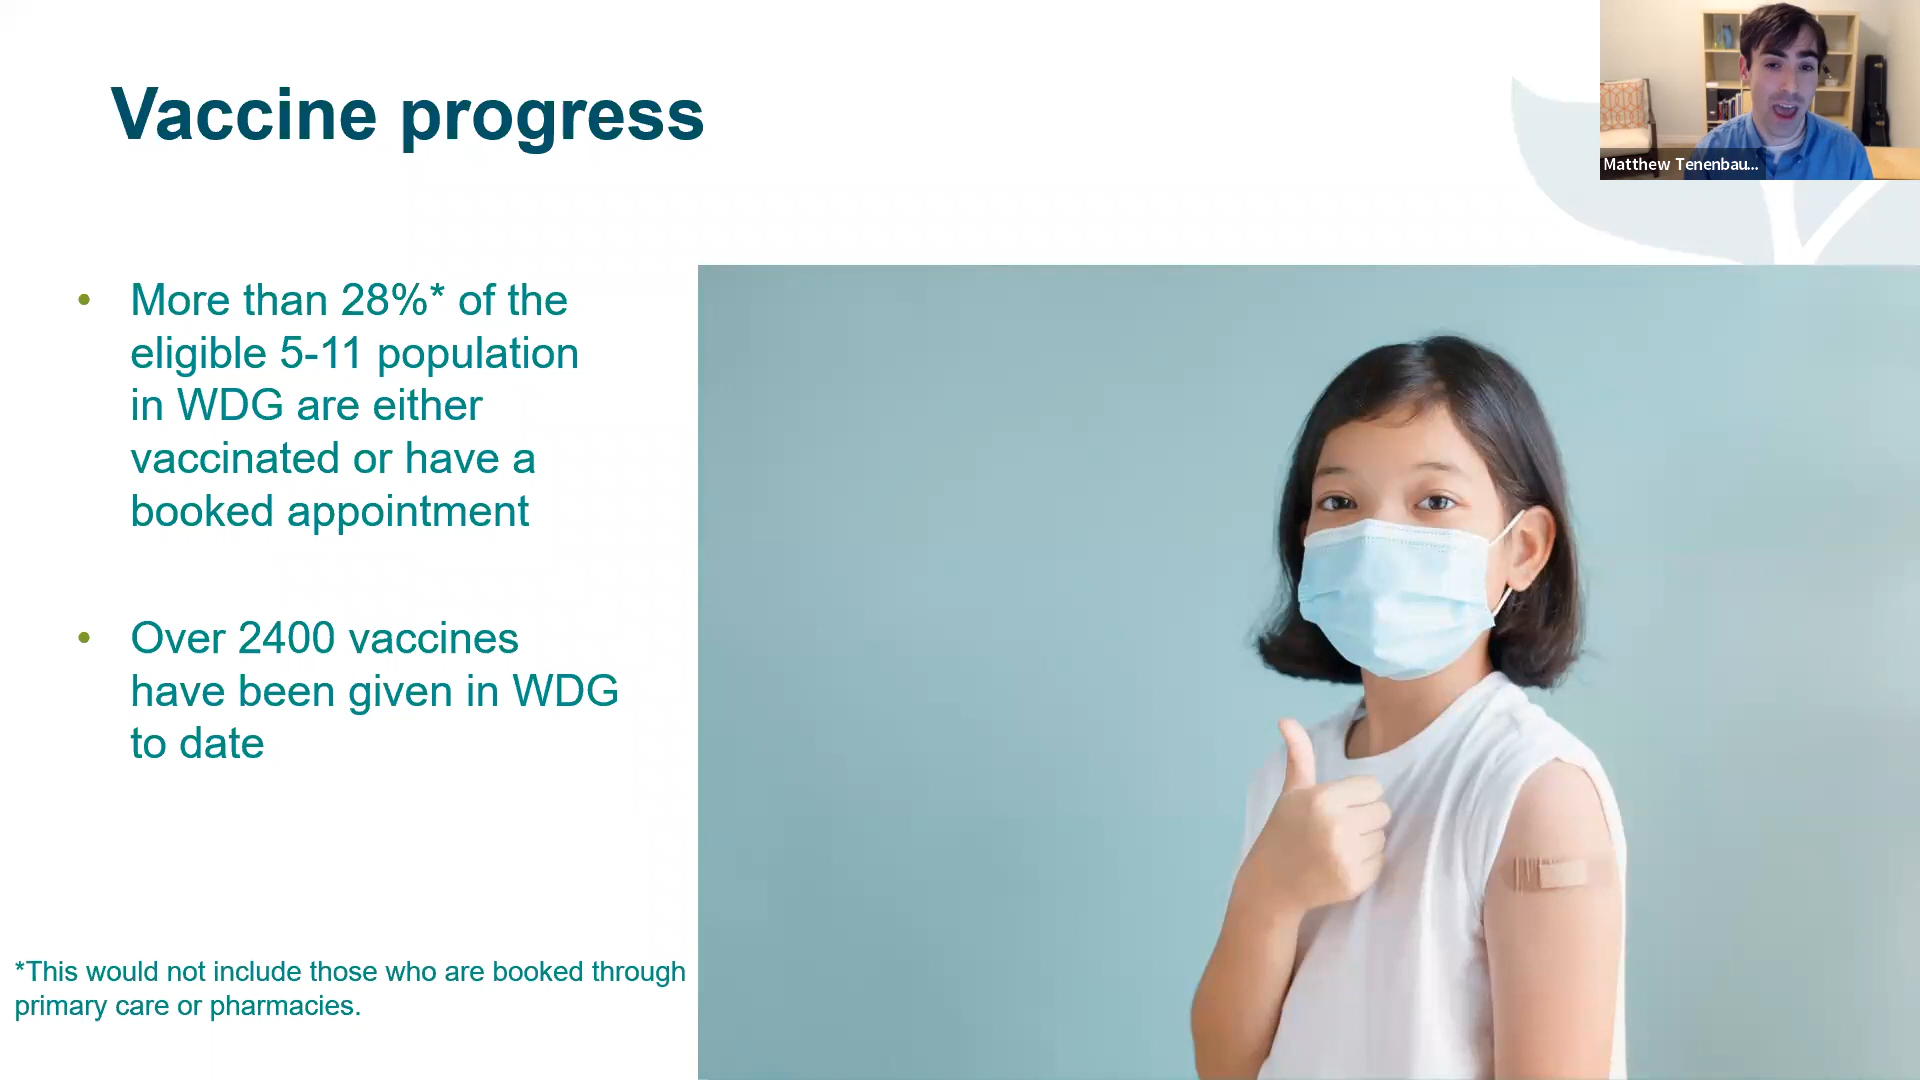 Vaccine progress
Matthew Tenenbau...
• More than 28%* of the
eligible 5-11 population
in WDG are either
vaccinated or have a
booked appointment
• Over 2400 vaccines
have been given in WDG
to date
*This would not include those who are booked through
primary care or pharmacies.